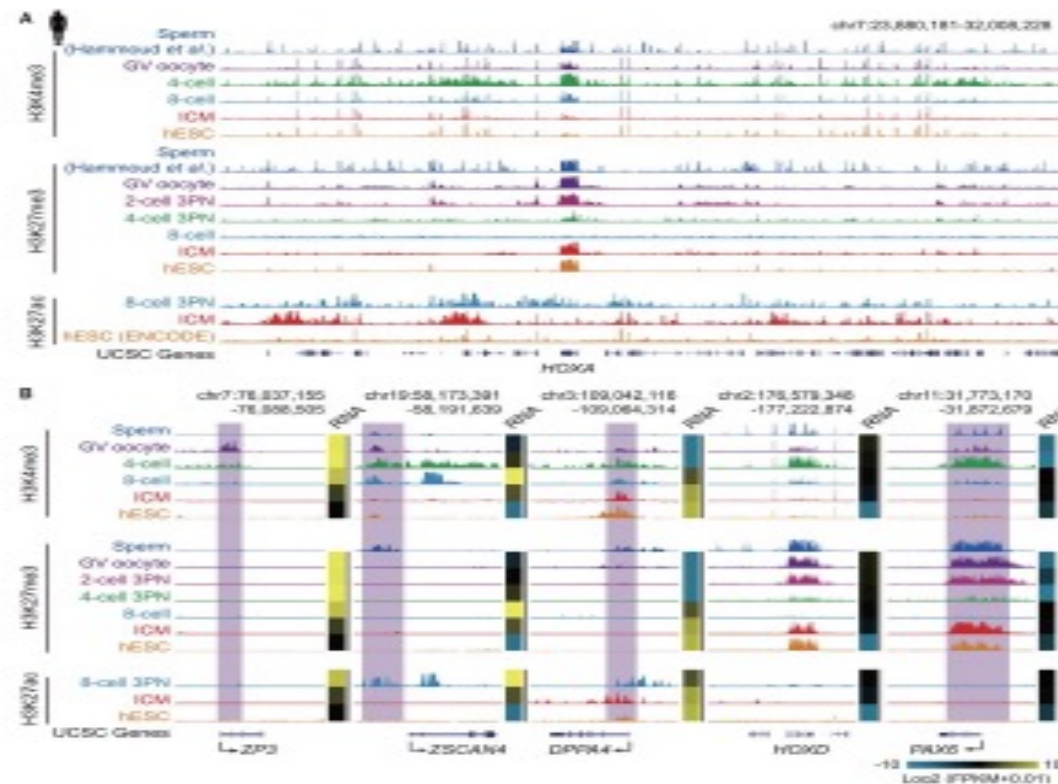 A
chr7:23,880,181-32,008,228
H3K4me3
Sperm
(Hammoud et al.)
GV oocyte
4-cell
8-cell
ICM
hESC
H3K27me3
Sperm
(Hammoud et al.)
GV oocyte
2-cell 3PN
4-cell 3PN
8-cell
ICM
hESC
H3K27ac
8-cell 3PN
ICM
hESC (ENCODE)
UCSC Genes
HOXA
B
chr7:76,037,155
chr19:58,173,391
-58,191,639
chr3:109,042,116
-109,064,314
chr2:176,579,346
-177,222,874
chr11:31,773,170
-31,872,679
RNA
RNA
RNA
RNA
RNA
H3K4me3
Sperm
GV oocyte
4-cell
8-cell
ICM
hESC
H3K27me3
Sperm
GV oocyte
2-cell 3PN
4-cell 3PN
8-cell
ICM
hESC
H3K27ac
8-cell 3PN
ICM
hESC
UCSC Genes
ZP3
ZSCAN4
DPPA4
HOXD
PAX6
-10
Log2 (FPKM+0.01)